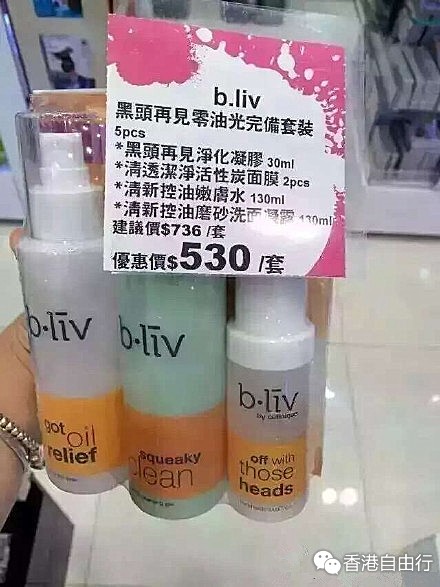 b.liv
黑頭再見零油光完備套裝
5pcs
*黑頭再見淨化凝膠 30ml
*清透潔淨活性炭面膜 2pcs
*清新控油嫩膚水 130ml
*清新控油磨砂洗面凝露 130ml
建議價$736 /套
優惠價$530 /套
b·līv
got
oil
relief
b·līv
squeaky
clean
b·līv
by cellnique
off with
those
heads
香港自由行